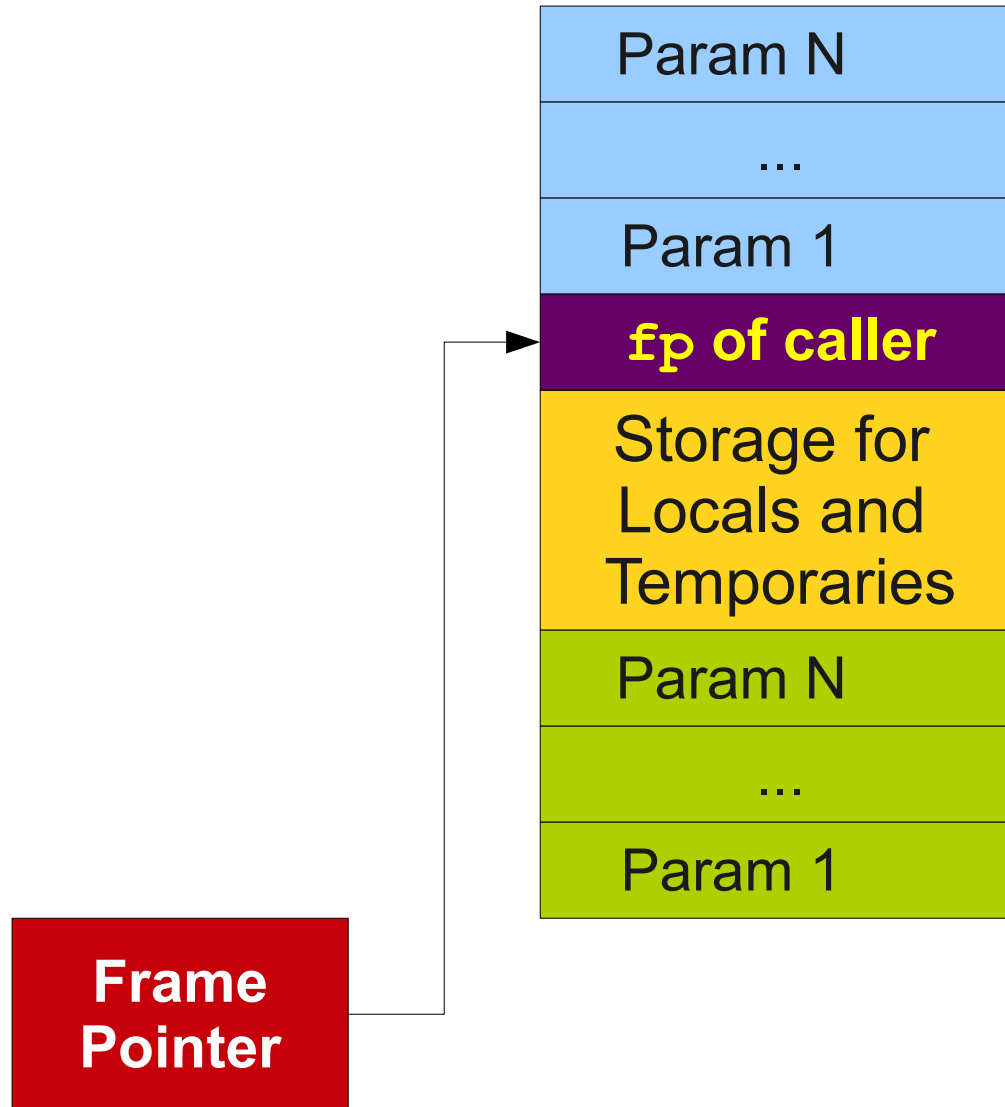 Param N
...
Param 1
fp of caller
Storage for
Locals and
Temporaries
Param N
...
Param 1
Frame
Pointer